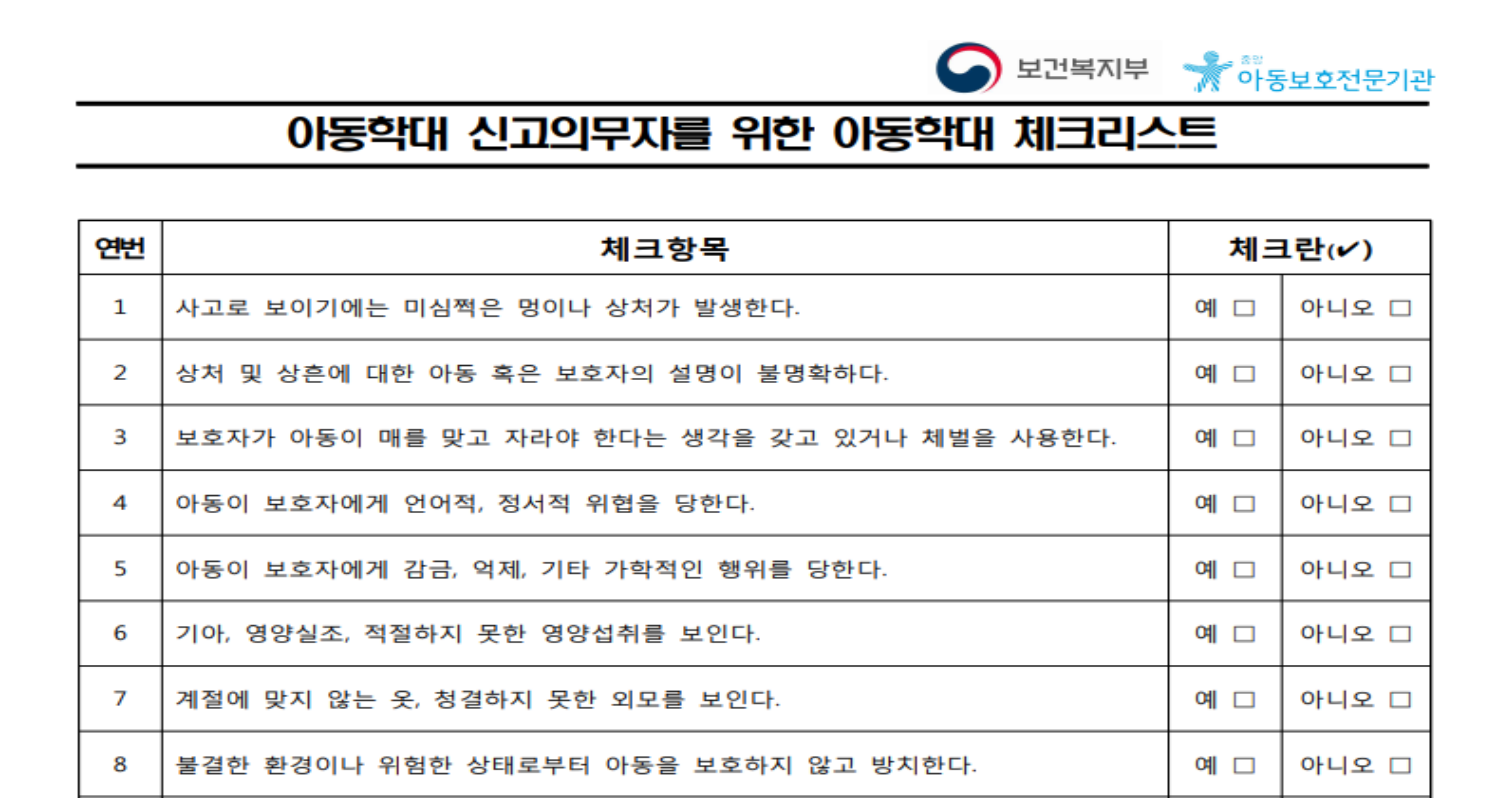 보건복지부
중앙
아동보호전문기관
아동학대 신고의무자를 위한 아동학대 체크리스트
연번 체크항목 체크란(✔)
1 사고로 보이기에는 미심쩍은 멍이나 상처가 발생한다. 예 □ 아니오 □
2 상처 및 상흔에 대한 아동 혹은 보호자의 설명이 불명확하다. 예 □ 아니오 □
3 보호자가 아동이 매를 맞고 자라야 한다는 생각을 갖고 있거나 체벌을 사용한다. 예 □ 아니오 □
4 아동이 보호자에게 언어적, 정서적 위협을 당한다. 예 □ 아니오 □
5 아동이 보호자에게 감금, 억제, 기타 가학적인 행위를 당한다. 예 □ 아니오 □
6 기아, 영양실조, 적절하지 못한 영양섭취를 보인다. 예 □ 아니오 □
7 계절에 맞지 않는 옷, 청결하지 못한 외모를 보인다. 예 □ 아니오 □
8 불결한 환경이나 위험한 상태로부터 아동을 보호하지 않고 방치한다. 예 □ 아니오 □